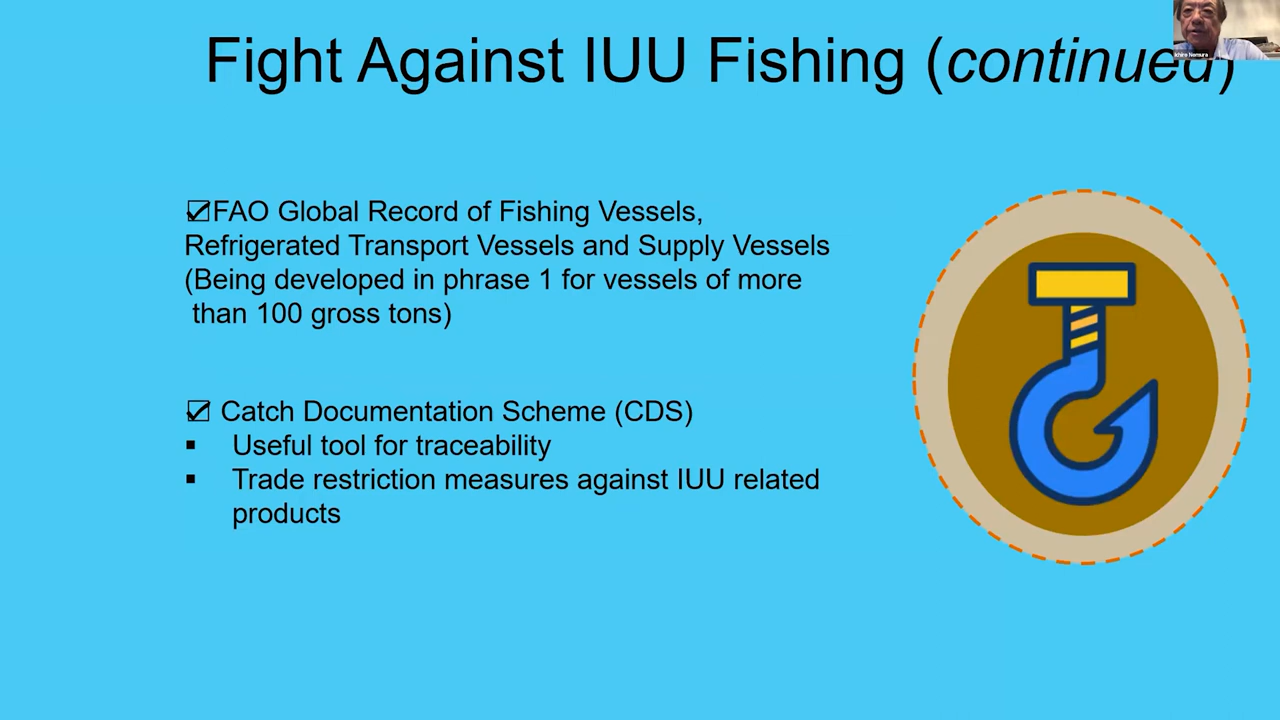 Fight Against IUU Fishing (continued)
☑FAO Global Record of Fishing Vessels,
Refrigerated Transport Vessels and Supply Vessels
(Being developed in phrase 1 for vessels of more
than 100 gross tons)
☑ Catch Documentation Scheme (CDS)
▪ Useful tool for traceability
▪ Trade restriction measures against IUU related
products
Nomura